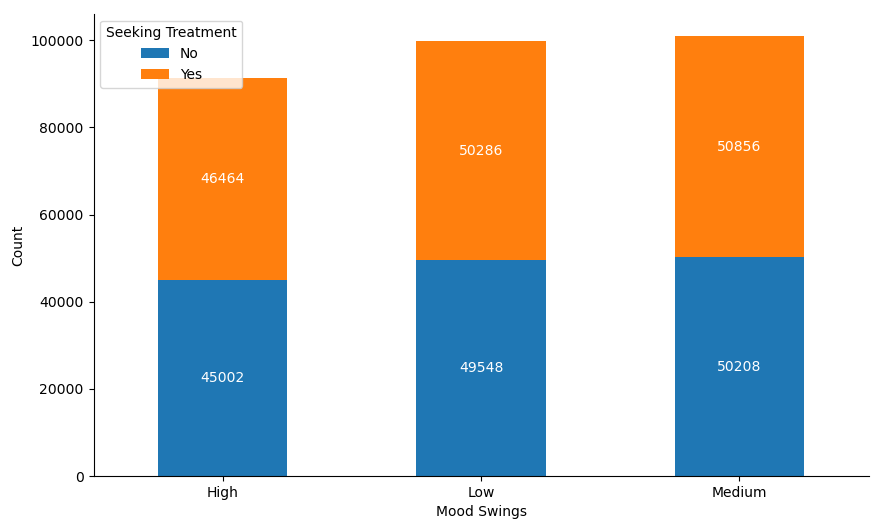 Seeking Treatment
No
Yes
100000
80000
60000
40000
20000
0
Count
46464
50286
50856
45002
49548
50208
High
Low
Medium
Mood Swings